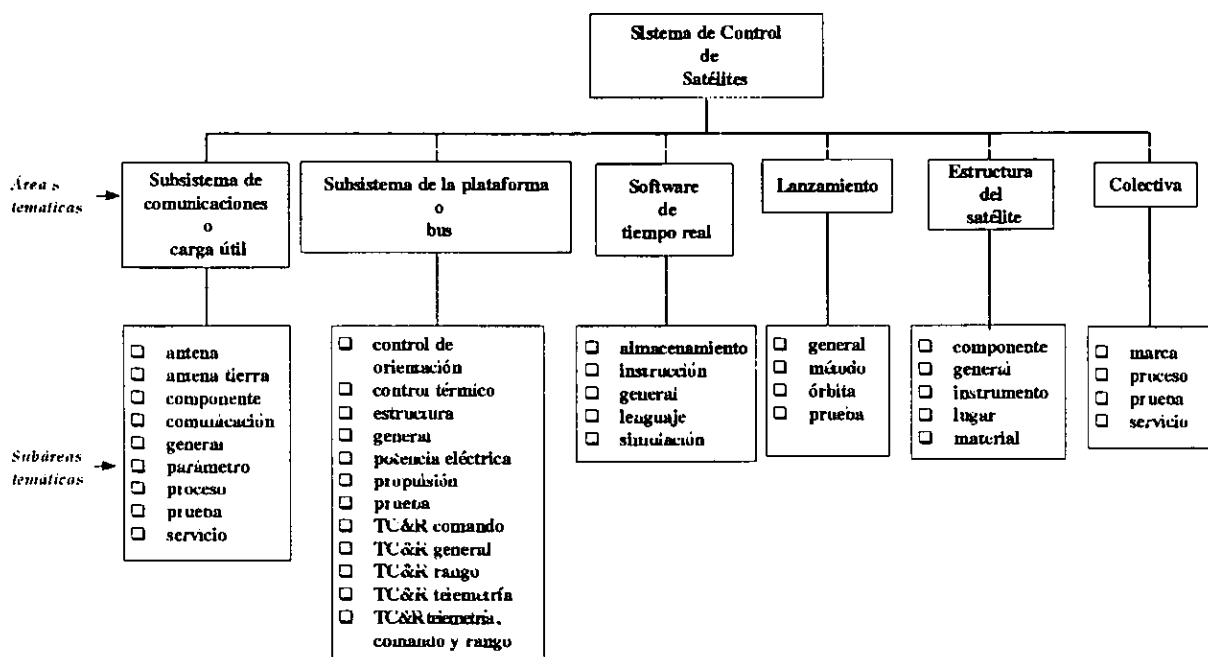 Sistema de Control
de
Satélites
Áreas
temáticas
Subsistema de
comunicaciones
o
carga útil
Subsistema de la plataforma
o
bus
Software
de
tiempo real
Lanzamiento
Estructura
del
satélite
Colectiva
Subáreas
temáticas
antena
antena tierra
componente
comunicación
general
parámetro
proceso
prueba
servicio
control de
orientación
control térmico
estructura
general
potencia eléctrica
propulsión
prueba
TC&R comando
TC&R general
TC&R rango
TC&R telemetría
TC&R telemetría,
comando y rango
almacenamiento
instrucción
general
lenguaje
simulación
general
método
órbita
prueba
componente
general
instrumento
lugar
material
marca
proceso
prueba
servicio